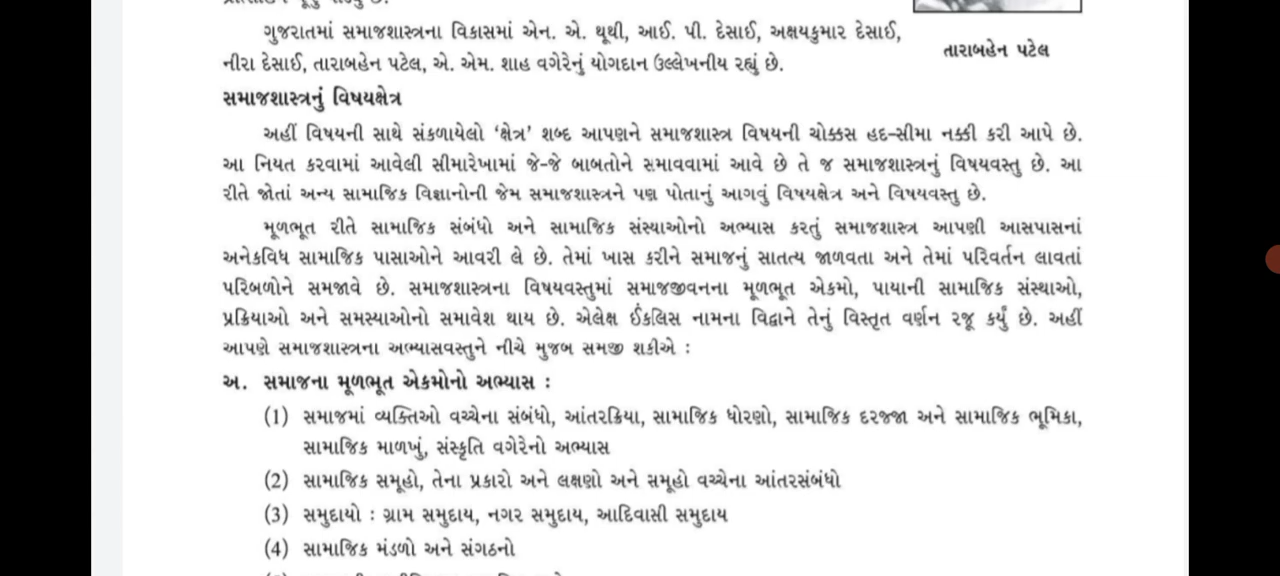 ગુજરાતમાં સમાજશાસ્ત્રના વિકાસમાં એન. એ. થૂથી, આઈ. પી. દેસાઈ, અક્ષયકુમાર દેસાઈ,
નીરા દેસાઈ, તારાબહેન પટેલ, એ. એમ. શાહ વગેરેનું યોગદાન ઉલ્લેખનીય રહ્યું છે.
તારાબહેન પટેલ
સમાજશાસ્ત્રનું વિષયક્ષેત્ર
અહીં વિષયની સાથે સંકળાયેલો ‘ક્ષેત્ર’ શબ્દ આપણને સમાજશાસ્ત્ર વિષયની ચોક્કસ હદ-સીમા નક્કી કરી આપે છે.
આ નિયત કરવામાં આવેલી સીમારેખામાં જે-જે બાબતોને સમાવવામાં આવે છે તે જ સમાજશાસ્ત્રનું વિષયવસ્તુ છે. આ
રીતે જોતાં અન્ય સામાજિક વિજ્ઞાનોની જેમ સમાજશાસ્ત્રને પણ પોતાનું આગવું વિષયક્ષેત્ર અને વિષયવસ્તુ છે.
મૂળભૂત રીતે સામાજિક સંબંધો અને સામાજિક સંસ્થાઓનો અભ્યાસ કરતું સમાજશાસ્ત્ર આપણી આસપાસનાં
અનેકવિધ સામાજિક પાસાઓને આવરી લે છે. તેમાં ખાસ કરીને સમાજનું સાતત્ય જાળવતા અને તેમાં પરિવર્તન લાવતાં
પરિબળોને સમજાવે છે. સમાજશાસ્ત્રના વિષયવસ્તુમાં સમાજજીવનના મૂળભૂત એકમો, પાયાની સામાજિક સંસ્થાઓ,
પ્રક્રિયાઓ અને સમસ્યાઓનો સમાવેશ થાય છે. એલેક્ષ ઈંકલિસ નામના વિદ્વાને તેનું વિસ્તૃત વર્ણન રજૂ કર્યું છે. અહીં
આપણે સમાજશાસ્ત્રના અભ્યાસવસ્તુને નીચે મુજબ સમજી શકીએ :
અ. સમાજના મૂળભૂત એકમોનો અભ્યાસ :
(1) સમાજમાં વ્યક્તિઓ વચ્ચેના સંબંધો, આંતરક્રિયા, સામાજિક ધોરણો, સામાજિક દરજ્જા અને સામાજિક ભૂમિકા,
સામાજિક માળખું, સંસ્કૃતિ વગેરેનો અભ્યાસ
(2) સામાજિક સમૂહો, તેના પ્રકારો અને લક્ષણો અને સમૂહો વચ્ચેના આંતરસંબંધો
(3) સમુદાયો : ગ્રામ સમુદાય, નગર સમુદાય, આદિવાસી સમુદાય
(4) સામાજિક મંડળો અને સંગઠનો